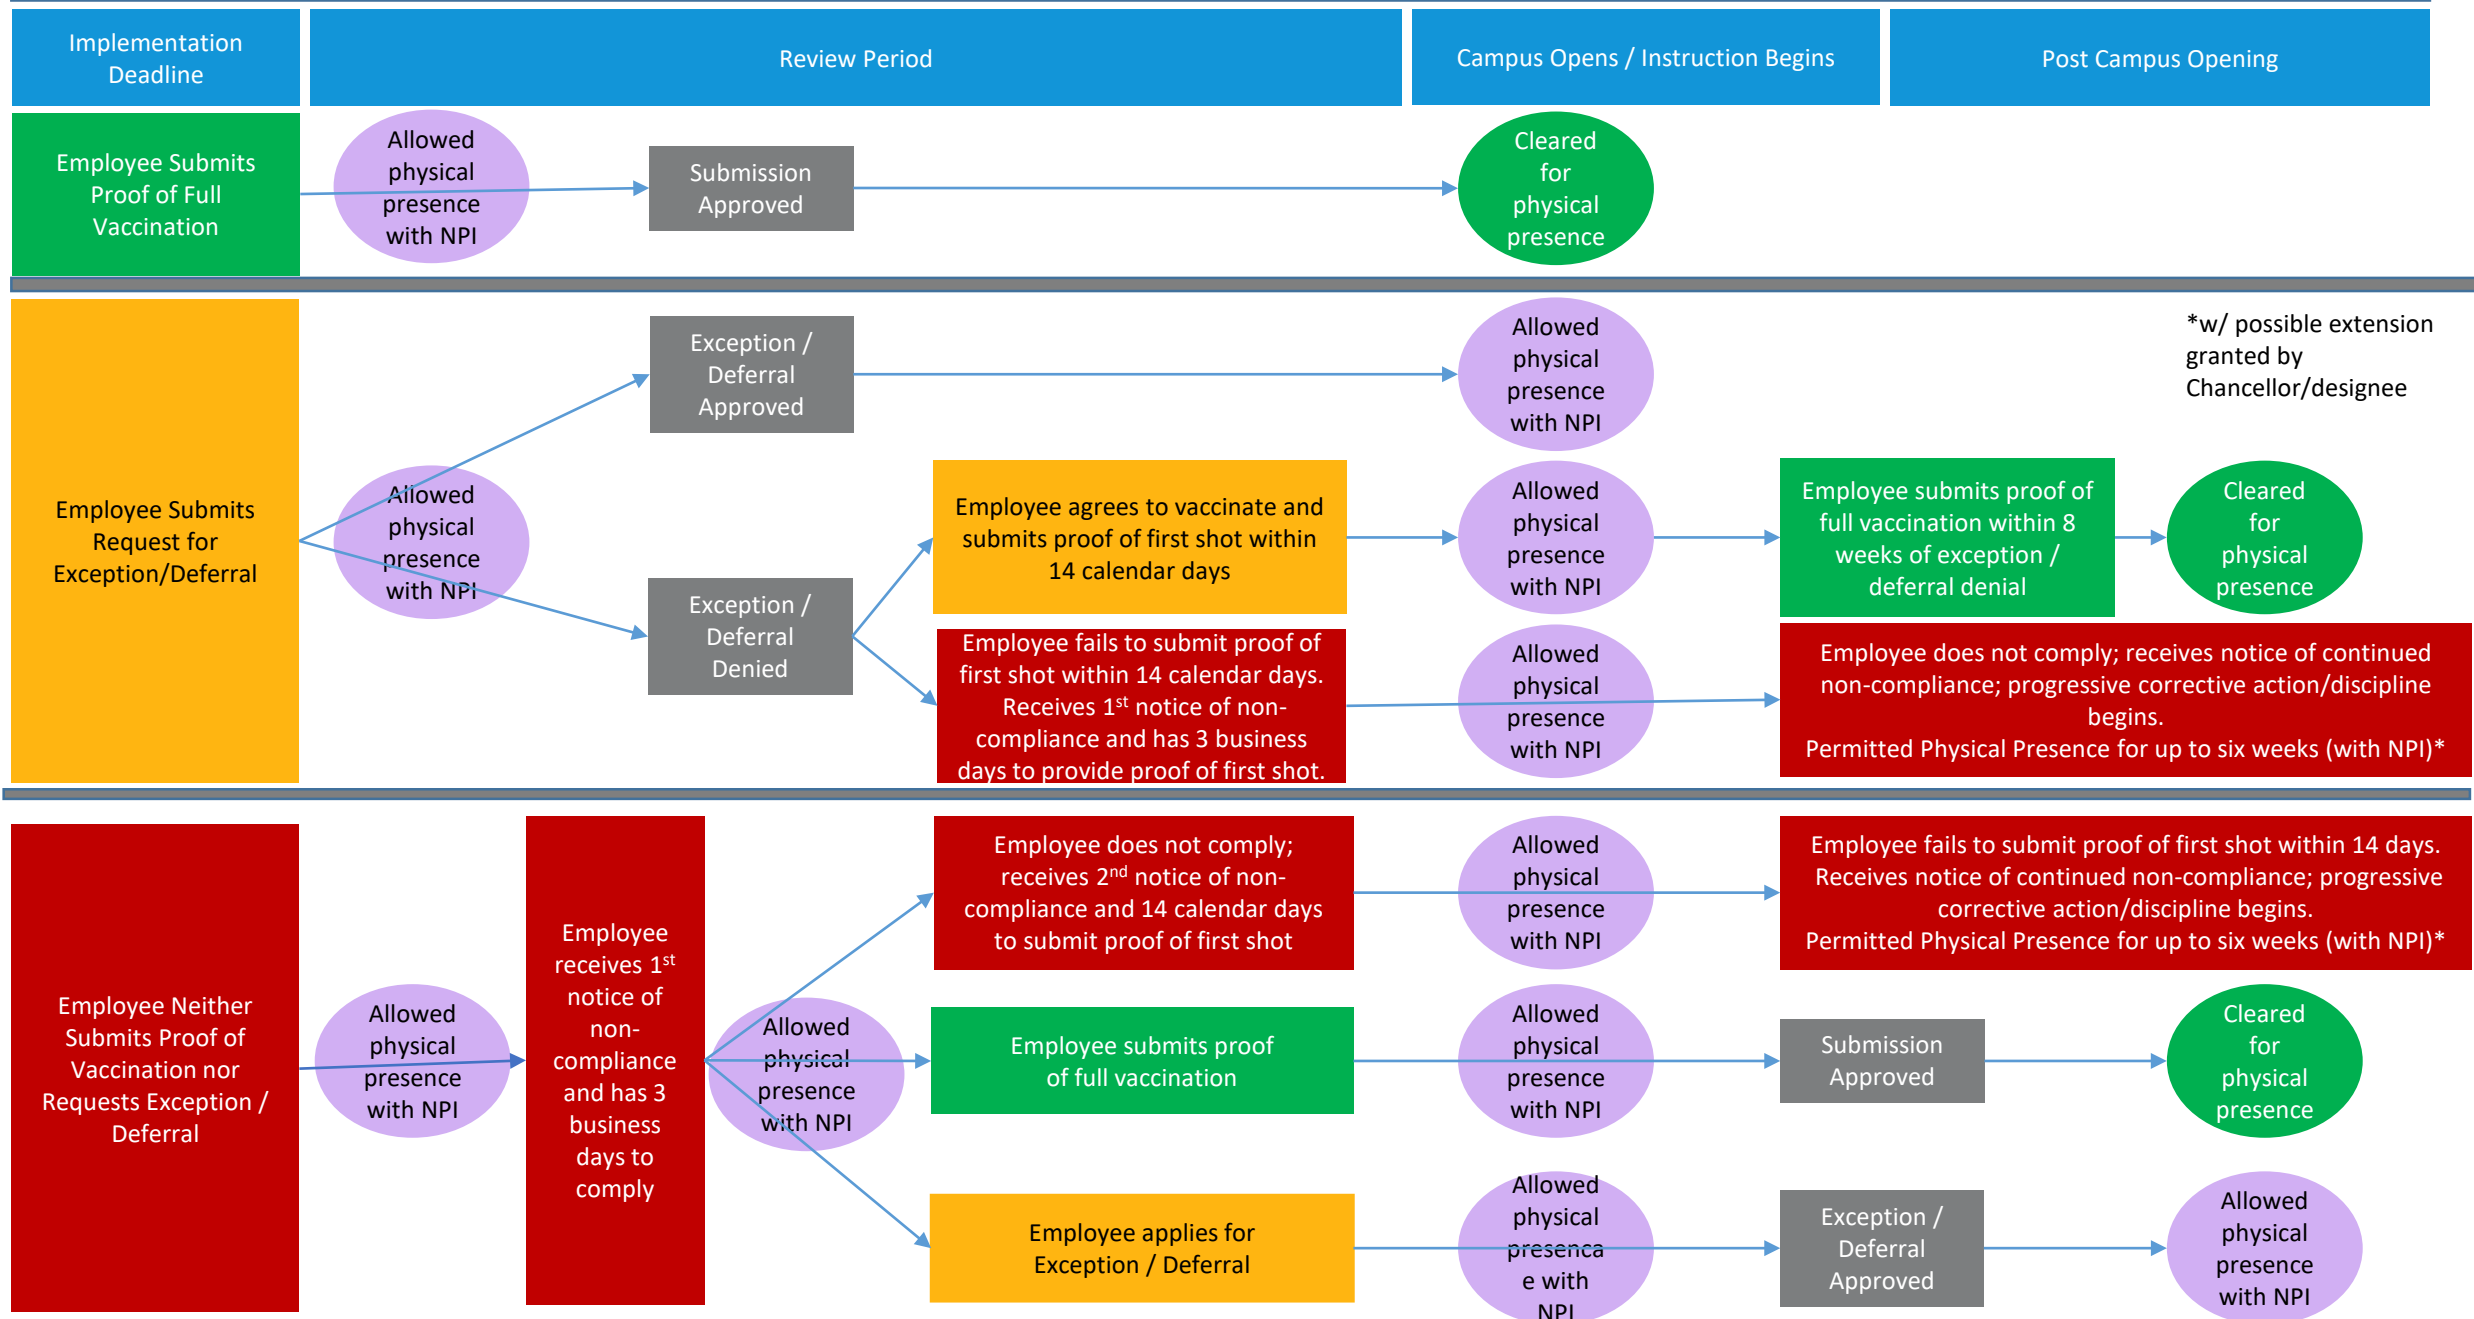 Implementation
Deadline
Review Period
Campus Opens / Instruction Begins
Post Campus Opening
Employee Submits
Proof of Full
Vaccination
Allowed
physical
presence
with NPI
Submission
Approved
Cleared
for
physical
presence
Employee Submits
Request for
Exception/Deferral
Allowed
physical
presence
with NPI
Exception /
Deferral
Approved
Allowed
physical
presence
with NPI
*w/ possible extension
granted by
Chancellor/designee
Exception /
Deferral
Denied
Employee agrees to vaccinate and
submits proof of first shot within
14 calendar days
Allowed
physical
presence
with NPI
Employee submits proof of
full vaccination within 8
weeks of exception /
deferral denial
Cleared
for
physical
presence
Employee fails to submit proof of
first shot within 14 calendar days.
Receives 1st notice of non-
compliance and has 3 business
days to provide proof of first shot.
Allowed
physical
presence
with NPI
Employee does not comply; receives notice of continued
non-compliance; progressive corrective action/discipline
begins.
Permitted Physical Presence for up to six weeks (with NPI)*
Employee Neither
Submits Proof of
Vaccination nor
Requests Exception /
Deferral
Allowed
physical
presence
with NPI
Employee
receives 1st
notice of
non-
compliance
and has 3
business
days to
comply
Allowed
physical
presence
with NPI
Employee does not comply;
receives 2nd notice of non-
compliance and 14 calendar days
to submit proof of first shot
Allowed
physical
presence
with NPI
Employee fails to submit proof of first shot within 14 days.
Receives notice of continued non-compliance; progressive
corrective action/discipline begins.
Permitted Physical Presence for up to six weeks (with NPI)*
Employee submits proof
of full vaccination
Allowed
physical
presence
with NPI
Submission
Approved
Cleared
for
physical
presence
Employee applies for
Exception / Deferral
Allowed
physical
presenca
e with
NPI
Exception /
Deferral
Approved
Allowed
physical
presence
with NPI